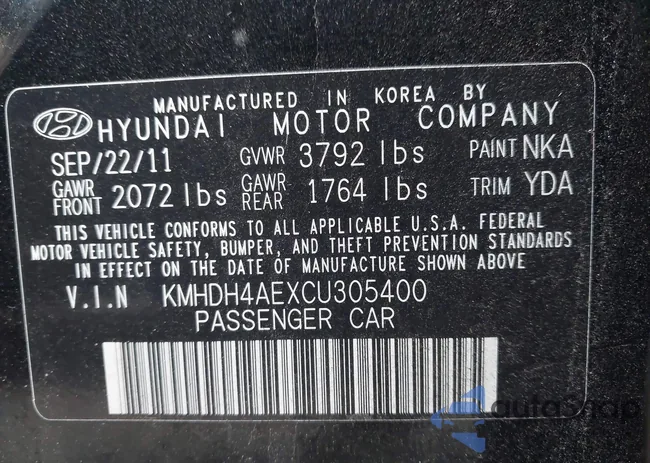 MANUFACTURED IN KOREA BY
HYUNDAI MOTOR COMPANY
SEP/22/11 GVWR 3792 lbs PAINT NKA
GAWR FRONT 2072 lbs GAWR REAR 1764 lbs TRIM YDA
THIS VEHICLE CONFORMS TO ALL APPLICABLE U.S.A. FEDERAL
MOTOR VEHICLE SAFETY, BUMPER, AND THEFT PREVENTION STANDARDS
IN EFFECT ON THE DATE OF MANUFACTURE SHOWN ABOVE
V.I.N KMHDH4AEXCU305400
PASSENGER CAR
autosnap